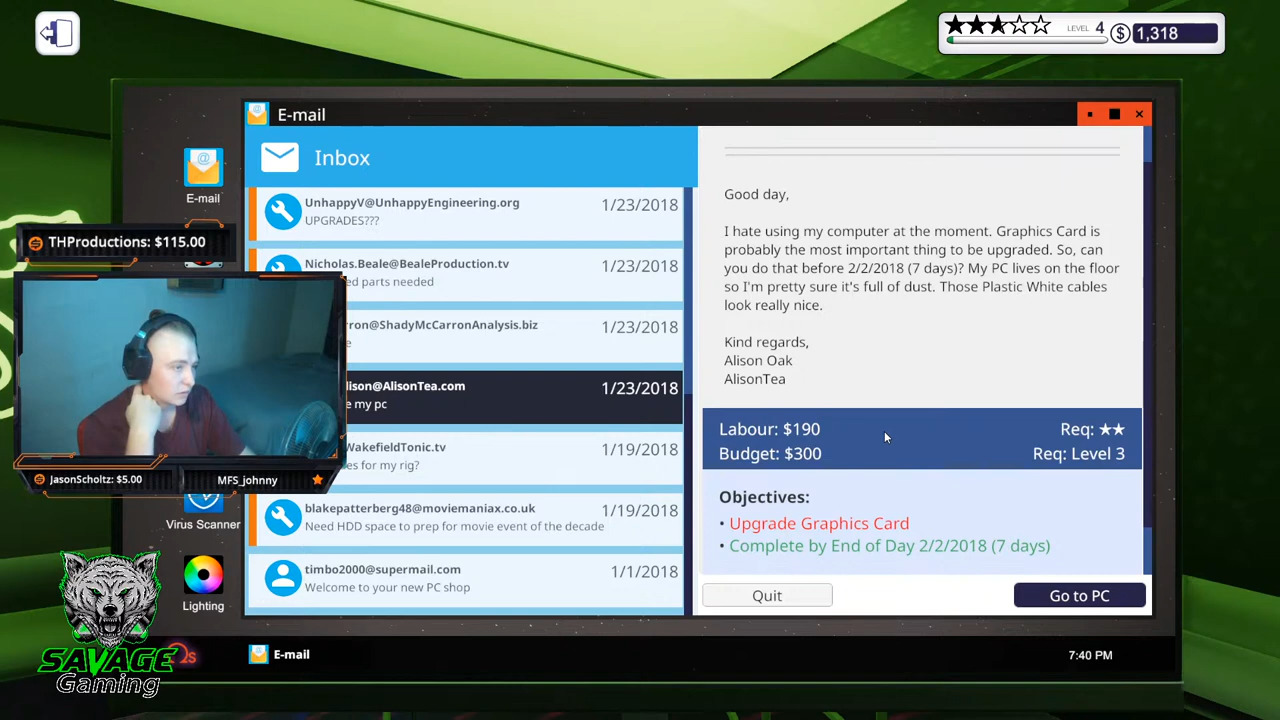 LEVEL 4
$ 1,318
E-mail
Inbox
E-mail
UnhappyV@UnhappyEngineering.org 1/23/2018
UPGRADES???
Nicholas.Beale@BealeProduction.tv 1/23/2018
parts needed
@ShadyMcCarronAnalysis.biz 1/23/2018
@AlisonTea.com 1/23/2018
my pc
WakefieldTonic.tv 1/19/2018
for my rig?
blakepatterberg48@moviemaniax.co.uk 1/19/2018
Need HDD space to prep for movie event of the decade
timbo2000@supermail.com 1/1/2018
Welcome to your new PC shop
Good day,
I hate using my computer at the moment. Graphics Card is
probably the most important thing to be upgraded. So, can
you do that before 2/2/2018 (7 days)? My PC lives on the floor
so I'm pretty sure it's full of dust. Those Plastic White cables
look really nice.
Kind regards,
Alison Oak
AlisonTea
Labour: $190 Req: ★★
Budget: $300 Req: Level 3
Objectives:
• Upgrade Graphics Card
• Complete by End of Day 2/2/2018 (7 days)
Quit Go to PC
THProductions: $115.00
JasonScholtz: $5.00 MFS_johnny
Virus Scanner
Lighting
SAVAGE
Gaming
E-mail
7:40 PM